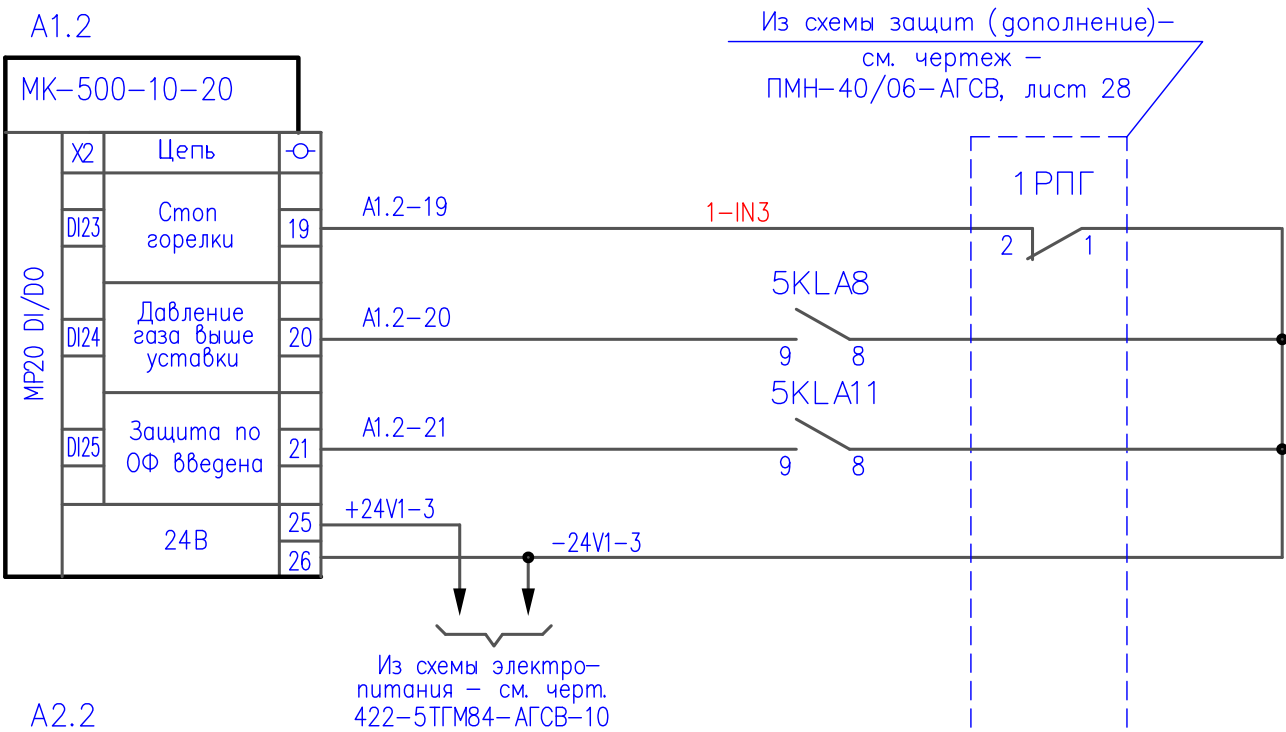 А1.2
Из схемы защит (дополнение)–
см. чертеж –
ПМН–40/06–АГСВ, лист 28
МК–500–10–20
X2
Цепь
1РПГ
MP20 DI/DO
DI23
Стоп
горелки
19
А1.2–19
1–IN3
2
1
DI24
Давление
газа выше
уставки
20
А1.2–20
5KLA8
9
8
DI25
Защита по
ОФ введена
21
А1.2–21
5KLA11
9
8
24В
25
+24V1–3
26
–24V1–3
Из схемы электро–
питания – см. черт.
422–5ТГМ84–АГСВ–10
А2.2